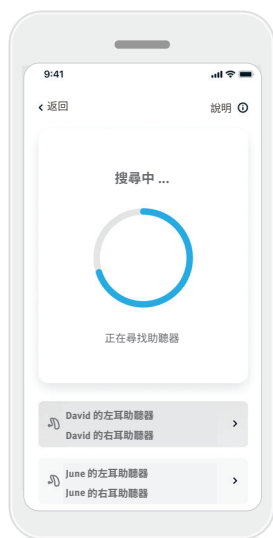 9:41
返回
說明
搜尋中 ...
正在尋找助聽器
David 的左耳助聽器
David 的右耳助聽器
June 的左耳助聽器
June 的右耳助聽器